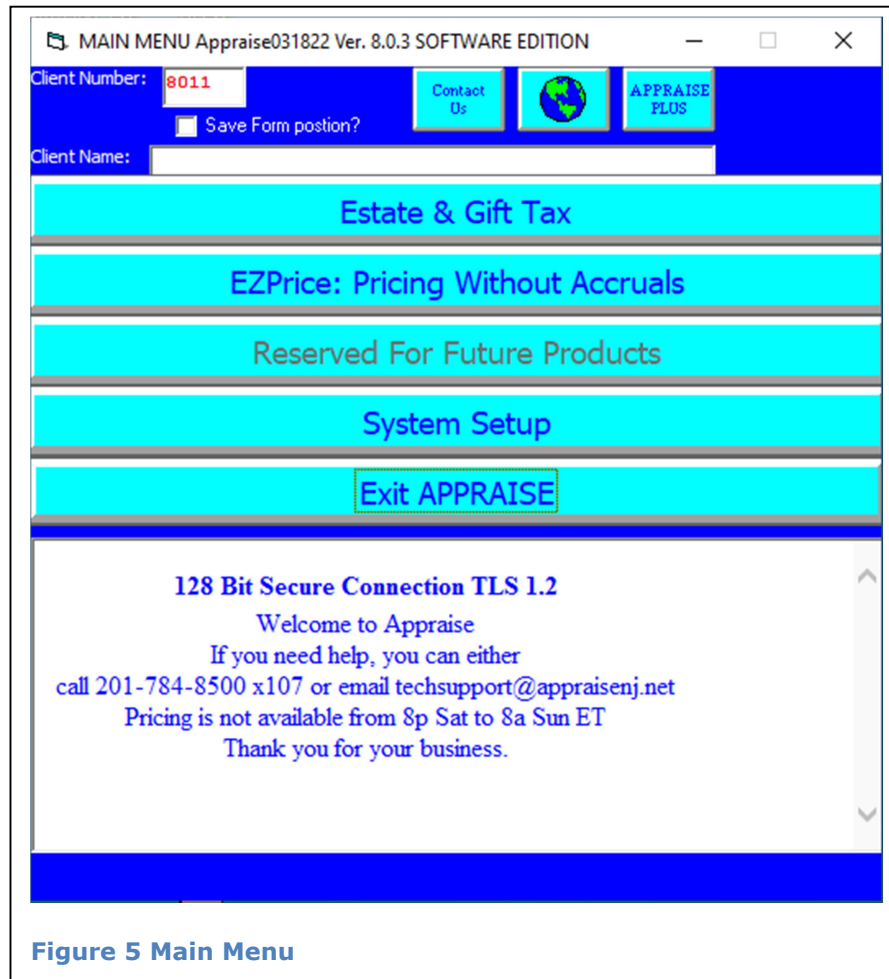 MAIN MENU Appraise031822 Ver. 8.0.3 SOFTWARE EDITION
Client Number:
8011
Contact
Us
APPRAISE
PLUS
Save Form postion?
Client Name:
Estate & Gift Tax
EZPrice: Pricing Without Accruals
Reserved For Future Products
System Setup
Exit APPRAISE
128 Bit Secure Connection TLS 1.2
Welcome to Appraise
If you need help, you can either
call 201-784-8500 x107 or email techsupport@appraisenj.net
Pricing is not available from 8p Sat to 8a Sun ET
Thank you for your business.
Figure 5 Main Menu